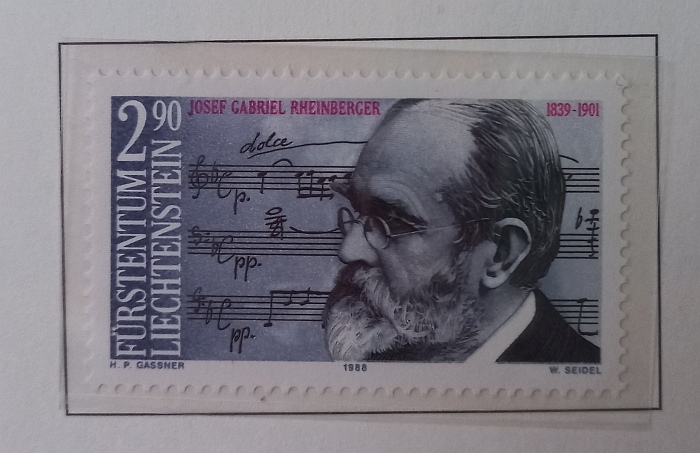 2 90
JOSEF GABRIEL RHEINBERGER
1839-1901
dolce
p.
pp.
pp.
FÜRSTENTUM
LIECHTENSTEIN
H. P. GASSNER
1988
W. SEIDEL